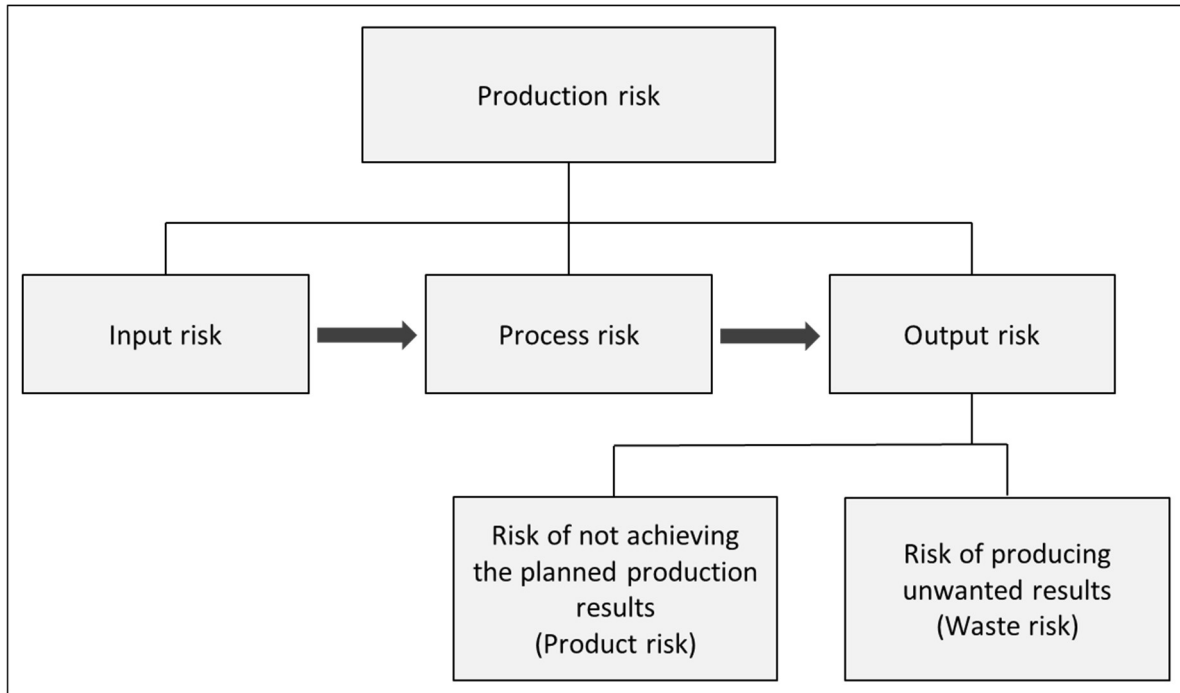 Production risk
Input risk
Process risk
Output risk
Risk of not achieving
the planned production
results
(Product risk)
Risk of producing
unwanted results
(Waste risk)